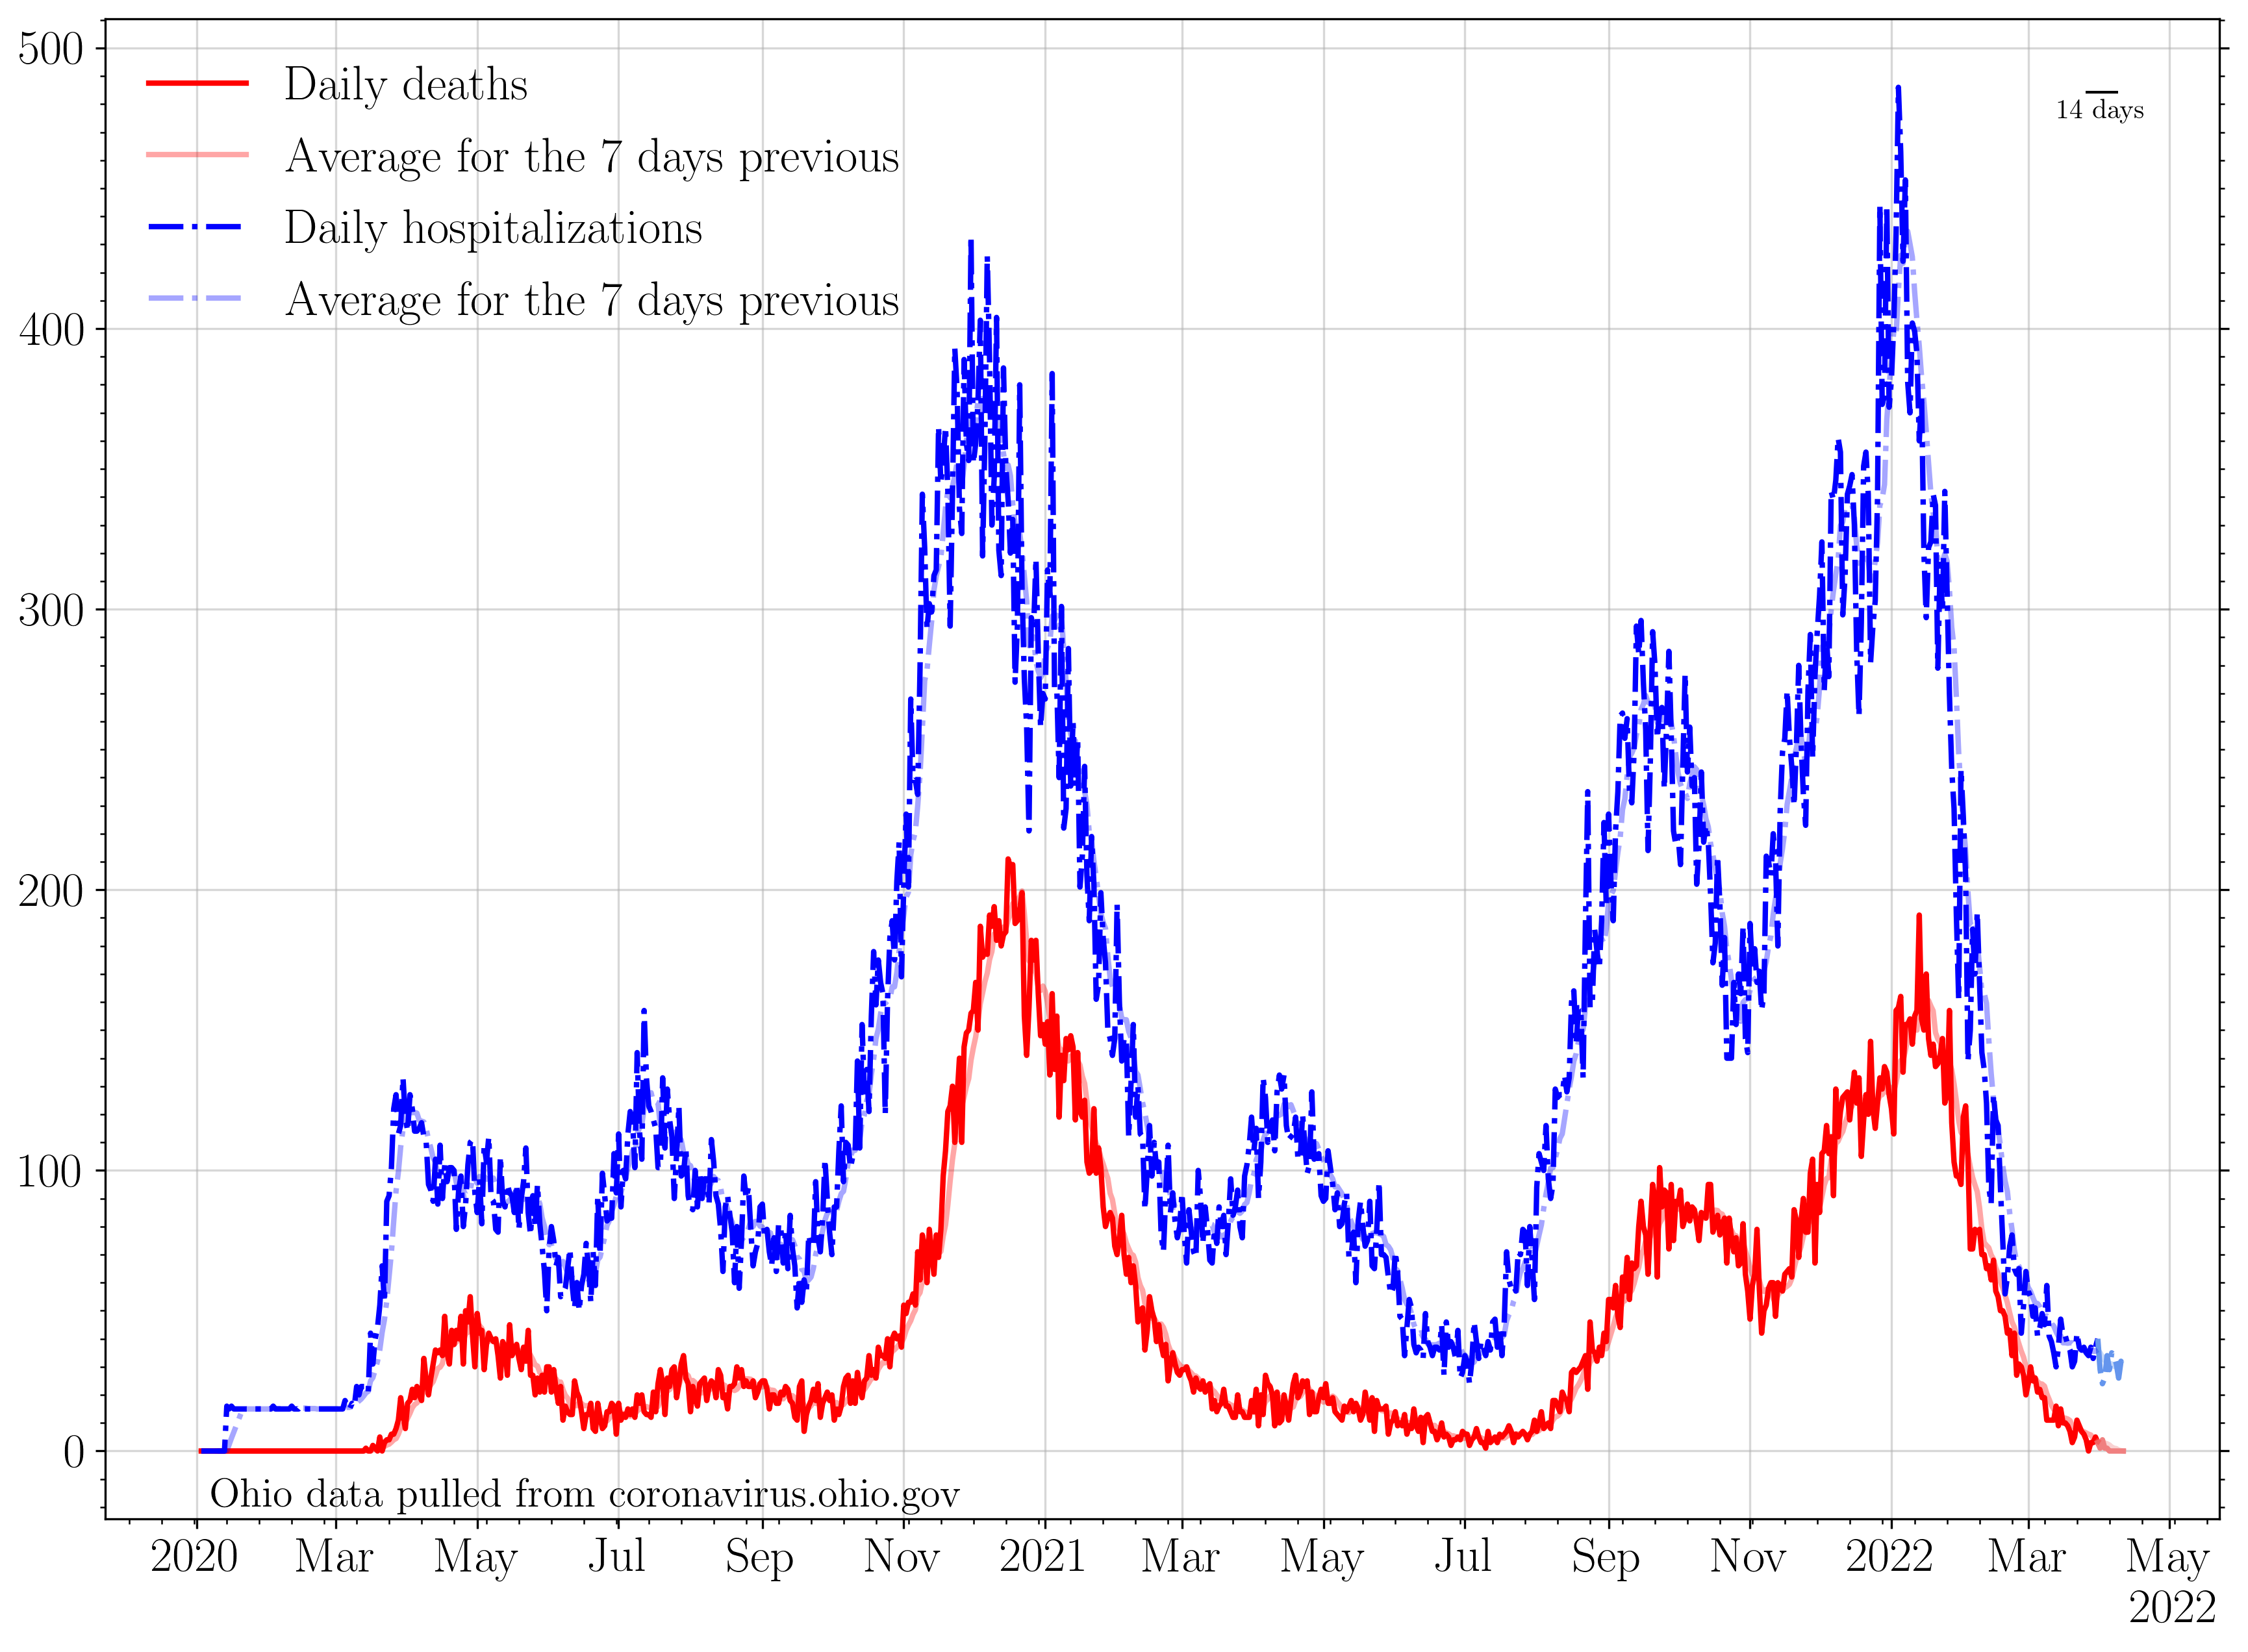 500
400
300
200
100
0
Daily deaths
Average for the 7 days previous
Daily hospitalizations
Average for the 7 days previous
14 days
Ohio data pulled from coronavirus.ohio.gov
2020 Mar May Jul Sep Nov 2021 Mar May Jul Sep Nov 2022 Mar May
2022